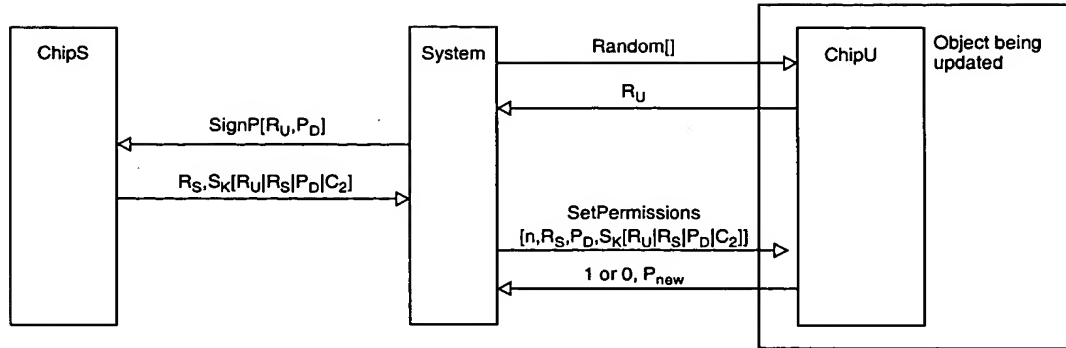 ChipS
System
ChipU
Object being
updated
Random[]
R_U
SignP[R_U,P_D]
R_S,S_K[R_U|R_S|P_D|C_2]
SetPermissions
{n,R_S,P_D,S_K[R_U|R_S|P_D|C_2]}
1 or 0, P_new